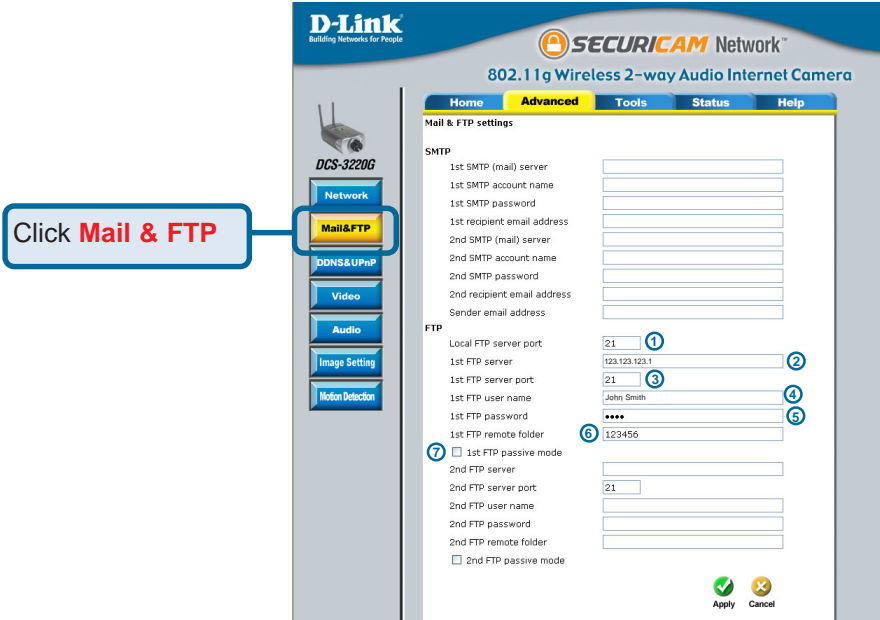 D-Link
Building Networks for People
SECURICAM Network™
802.11g Wireless 2-way Audio Internet Camera
Home Advanced Tools Status Help
DCS-3220G
Network
Mail&FTP
DDNS&UPnP
Video
Audio
Image Setting
Motion Detection
Click Mail & FTP
Mail & FTP settings
SMTP
1st SMTP (mail) server
1st SMTP account name
1st SMTP password
1st recipient email address
2nd SMTP (mail) server
2nd SMTP account name
2nd SMTP password
2nd recipient email address
Sender email address
FTP
Local FTP server port 21 1
1st FTP server 123.123.123.1 2
1st FTP server port 21 3
1st FTP user name John Smith 4
1st FTP password •••• 5
1st FTP remote folder 6 123456
7 1st FTP passive mode
2nd FTP server
2nd FTP server port 21
2nd FTP user name
2nd FTP password
2nd FTP remote folder
2nd FTP passive mode
Apply Cancel